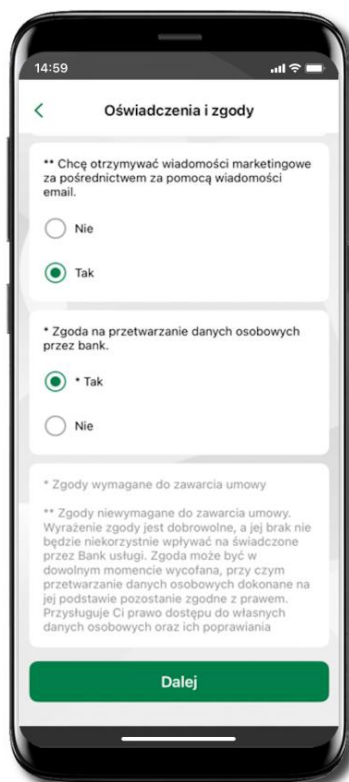 14:59
Oświadczenia i zgody
** Chcę otrzymywać wiadomości marketingowe
za pośrednictwem za pomocą wiadomości
email.
Nie
Tak
* Zgoda na przetwarzanie danych osobowych
przez bank.
* Tak
Nie
* Zgody wymagane do zawarcia umowy
** Zgody niewymagane do zawarcia umowy.
Wyrażenie zgody jest dobrowolne, a jej brak nie
będzie niekorzystnie wpływać na świadczone
przez Bank usługi. Zgoda może być w
dowolnym momencie wycofana, przy czym
przetwarzanie danych osobowych dokonane na
jej podstawie pozostanie zgodne z prawem.
Przysługuje Ci prawo dostępu do własnych
danych osobowych oraz ich poprawiania
Dalej